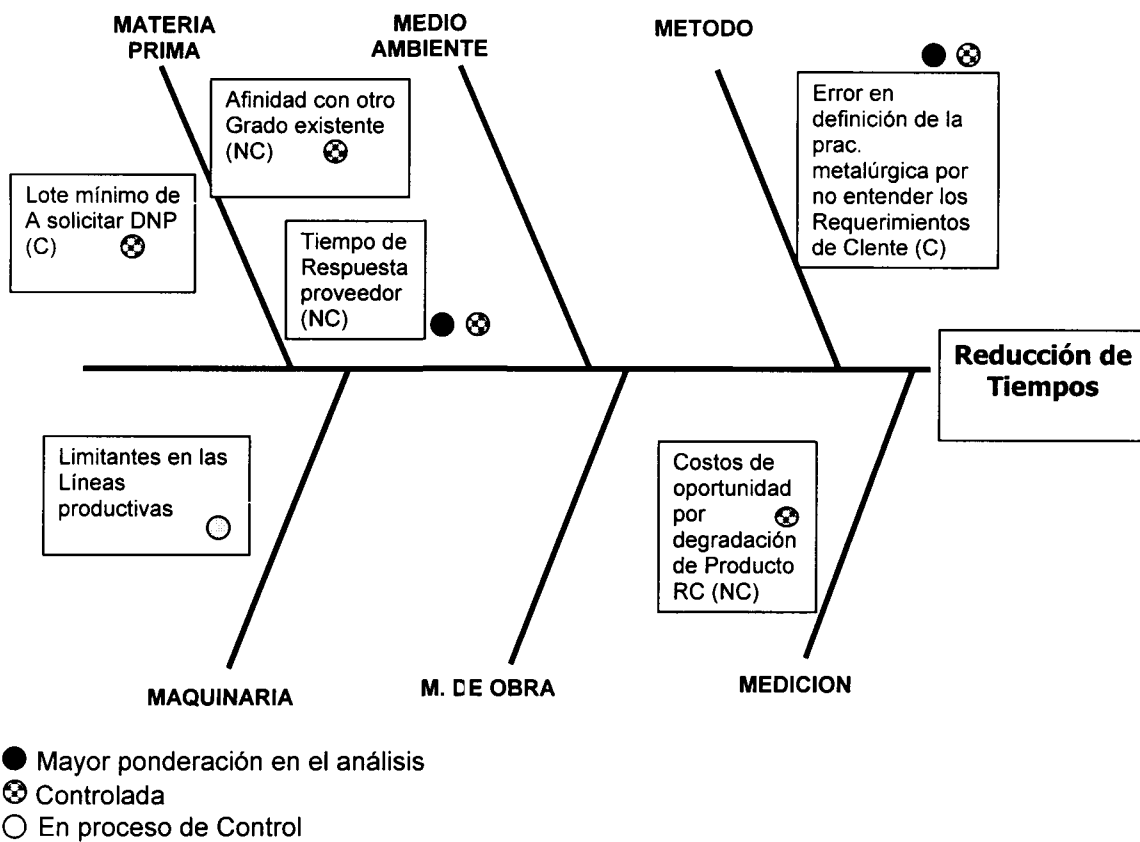 MATERIA
PRIMA
MEDIO
AMBIENTE
METODO
Afinidad con otro
Grado existente
(NC)
Error en
definición de la
prac.
metalúrgica por
no entender los
Requerimientos
de Clente (C)
Lote mínimo de
A solicitar DNP
(C)
Tiempo de
Respuesta
proveedor
(NC)
Reducción de
Tiempos
Limitantes en las
Líneas
productivas
Costos de
oportunidad
por
degradación
de Producto
RC (NC)
MAQUINARIA
M. DE OBRA
MEDICION
Mayor ponderación en el análisis
Controlada
En proceso de Control